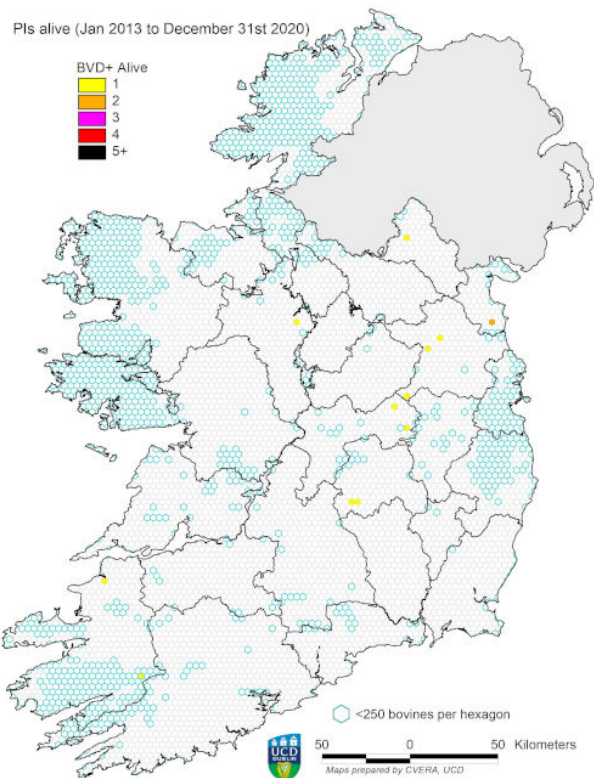 PIs alive (Jan 2013 to December 31st 2020)
BVD+ Alive
1
2
3
4
5+
<250 bovines per hexagon
UCD
DUBLIN
50 0 50 Kilometers
Maps prepared by CVERA, UCD